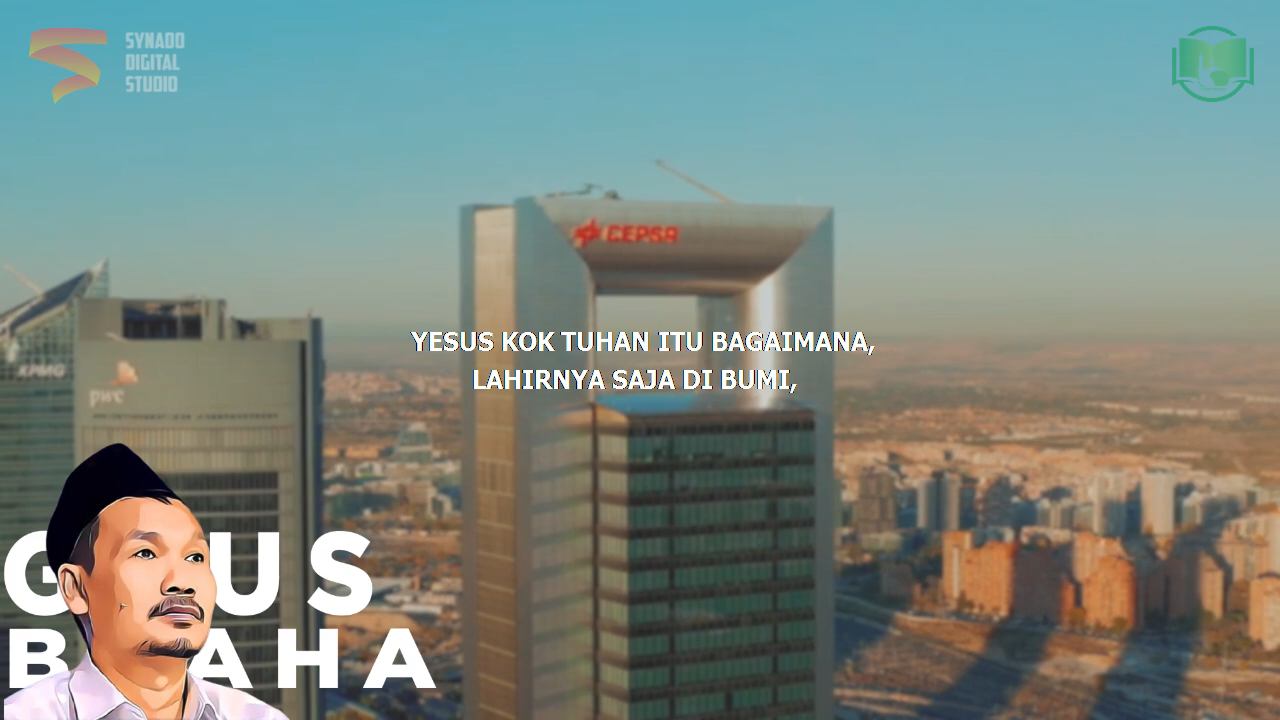 SYNADO
DIGITAL
STUDIO
CEPSA
YESUS KOK TUHAN ITU BAGAIMANA,
LAHIRNYA SAJA DI BUMI,
KPMG
pwc
GUS
BAHA